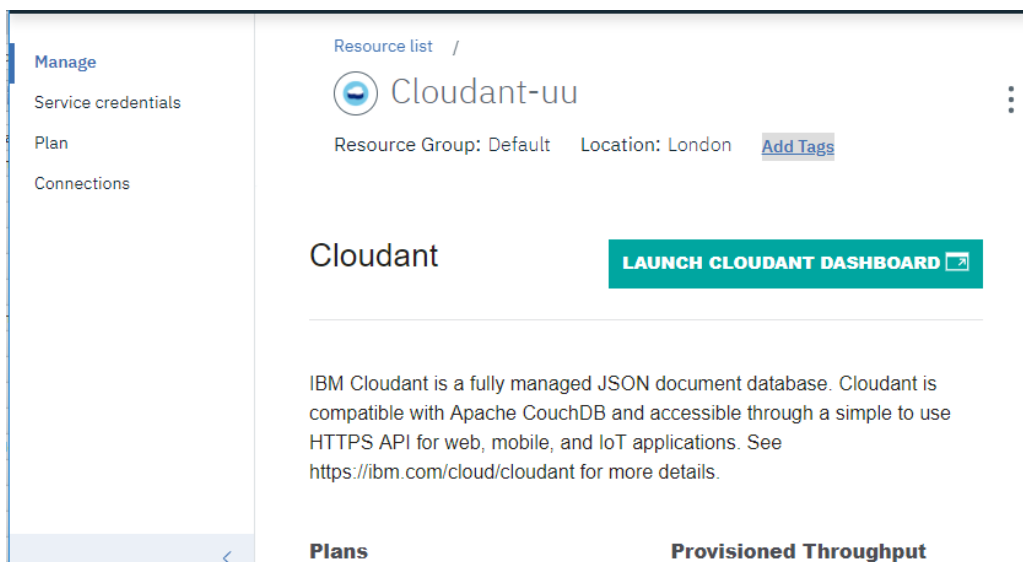 Manage
Service credentials
Plan
Connections
Resource list /
Cloudant-uu
Resource Group: Default Location: London Add Tags
Cloudant
LAUNCH CLOUDANT DASHBOARD
IBM Cloudant is a fully managed JSON document database. Cloudant is
compatible with Apache CouchDB and accessible through a simple to use
HTTPS API for web, mobile, and IoT applications. See
https://ibm.com/cloud/cloudant for more details.
Plans
Provisioned Throughput